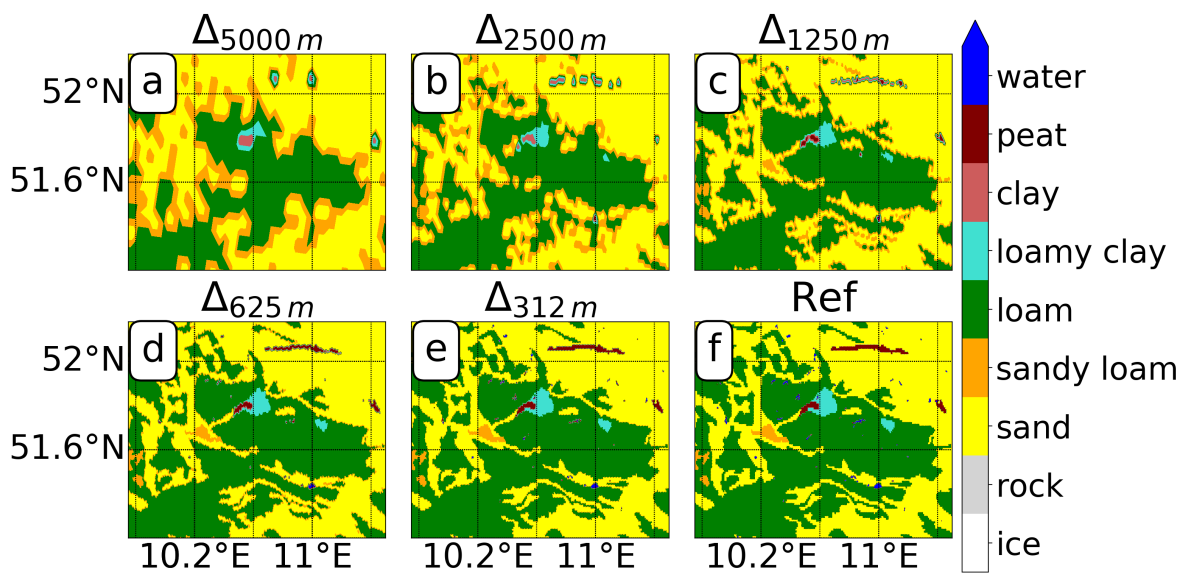 Δ5000 m Δ2500 m Δ1250 m
a b c
52°N
51.6°N
Δ625 m Δ312 m Ref
d e f
52°N
51.6°N
10.2°E 11°E 10.2°E 11°E 10.2°E 11°E
water
peat
clay
loamy clay
loam
sandy loam
sand
rock
ice